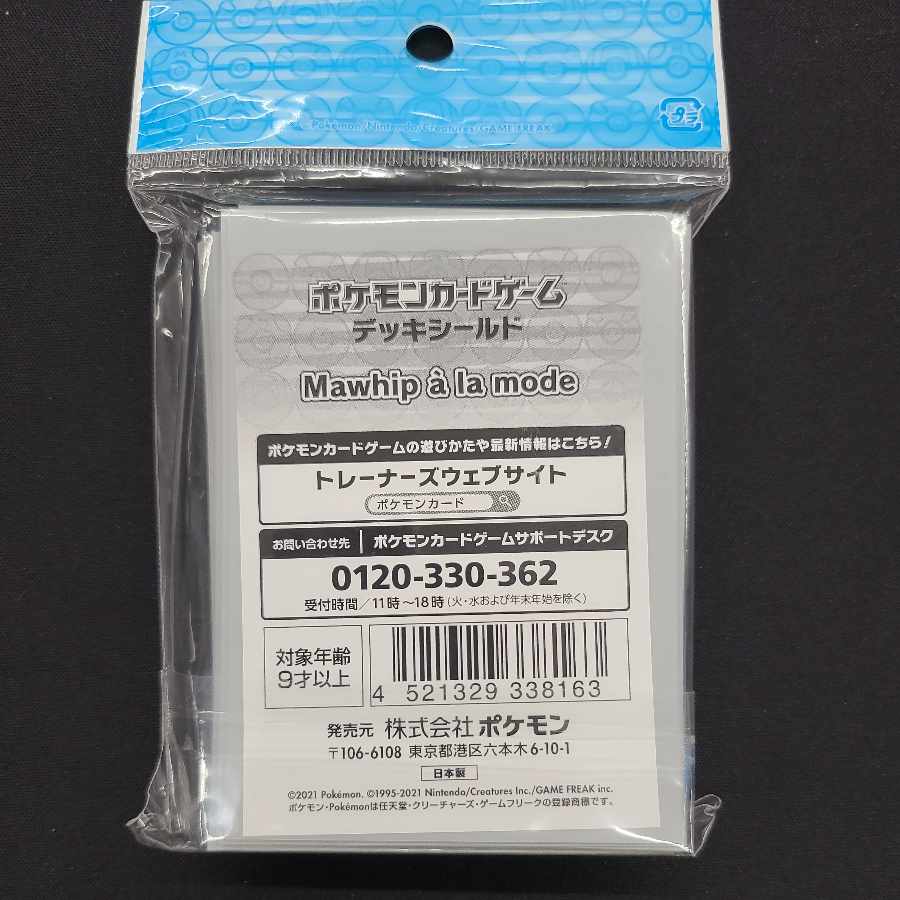 ©Pokémon/Nintendo/Creatures/GAME FREAK
プラ
ポケモンカードゲーム
デッキシールド
Mawhip à la mode
ポケモンカードゲームの遊びかたや最新情報はこちら!
トレーナーズウェブサイト
ポケモンカード
お問い合わせ先 ポケモンカードゲームサポートデスク
0120-330-362
受付時間/11時～18時(火・水および年末年始を除く)
対象年齢
9才以上
4 521329 338163
発売元 株式会社ポケモン
〒106-6108 東京都港区六本木6-10-1
日本製
©2021 Pokémon. ©1995-2021 Nintendo/Creatures Inc./GAME FREAK inc.
ポケモン・Pokémonは任天堂・クリーチャーズ・ゲームフリークの登録商標です。